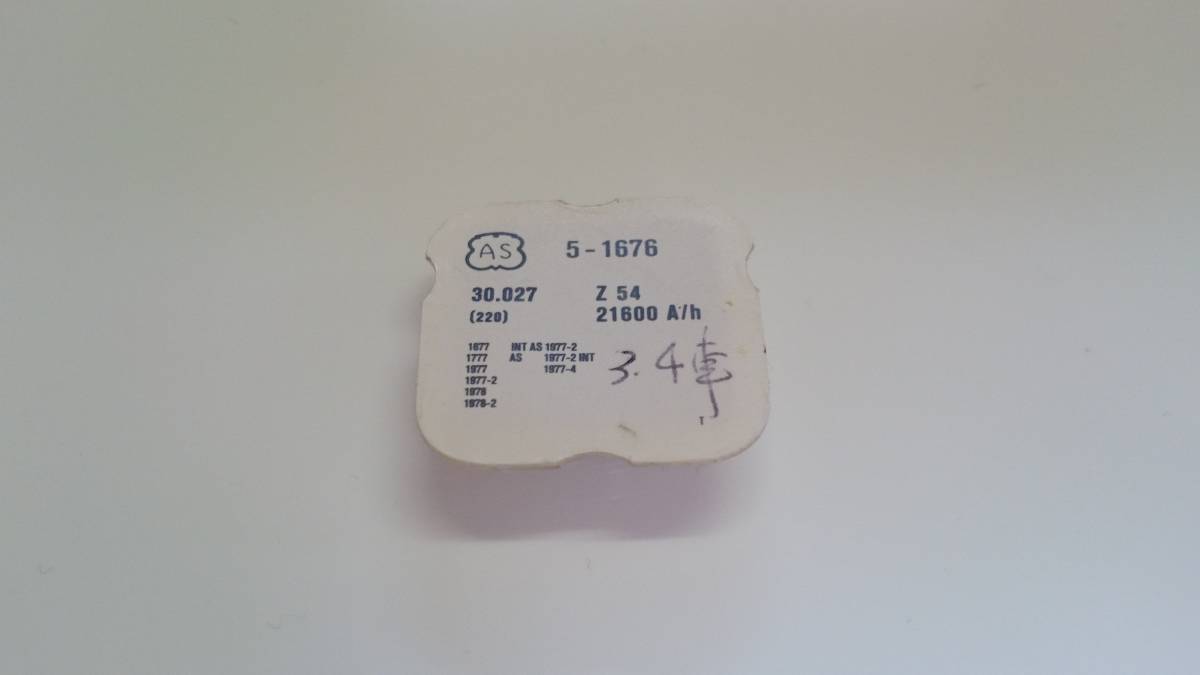 AS 5-1676
30.027 Z 54
(220) 21600 A/h
1677 INT AS 1977-2
1777 AS 1977-2 INT
1977 1977-4
1977-2
1978
1978-2
3.4車
T